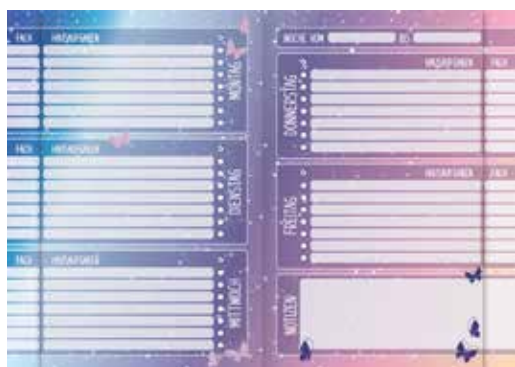 FACH HAUSAUFGABEN
MONTAG
FACH HAUSAUFGABEN
DIENSTAG
FACH HAUSAUFGABEN
MITTWOCH
WOCHE VOM BIS
HAUSAUFGABEN FACH
DONNERSTAG
HAUSAUFGABEN FACH
FREITAG
NOTIZEN